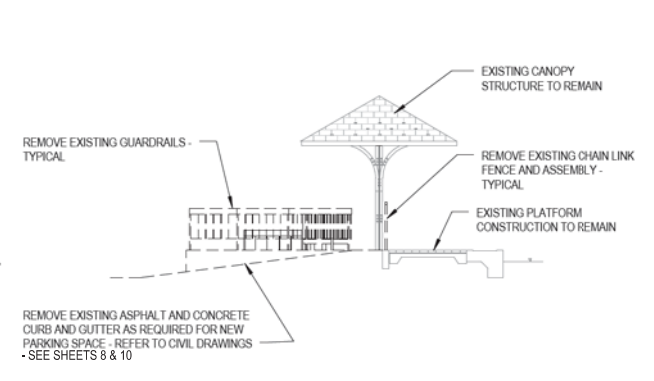 EXISTING CANOPY
STRUCTURE TO REMAIN
REMOVE EXISTING GUARDRAILS -
TYPICAL
REMOVE EXISTING CHAIN LINK
FENCE AND ASSEMBLY -
TYPICAL
EXISTING PLATFORM
CONSTRUCTION TO REMAIN
REMOVE EXISTING ASPHALT AND CONCRETE
CURB AND GUTTER AS REQUIRED FOR NEW
PARKING SPACE - REFER TO CIVIL DRAWINGS
- SEE SHEETS 8 & 10